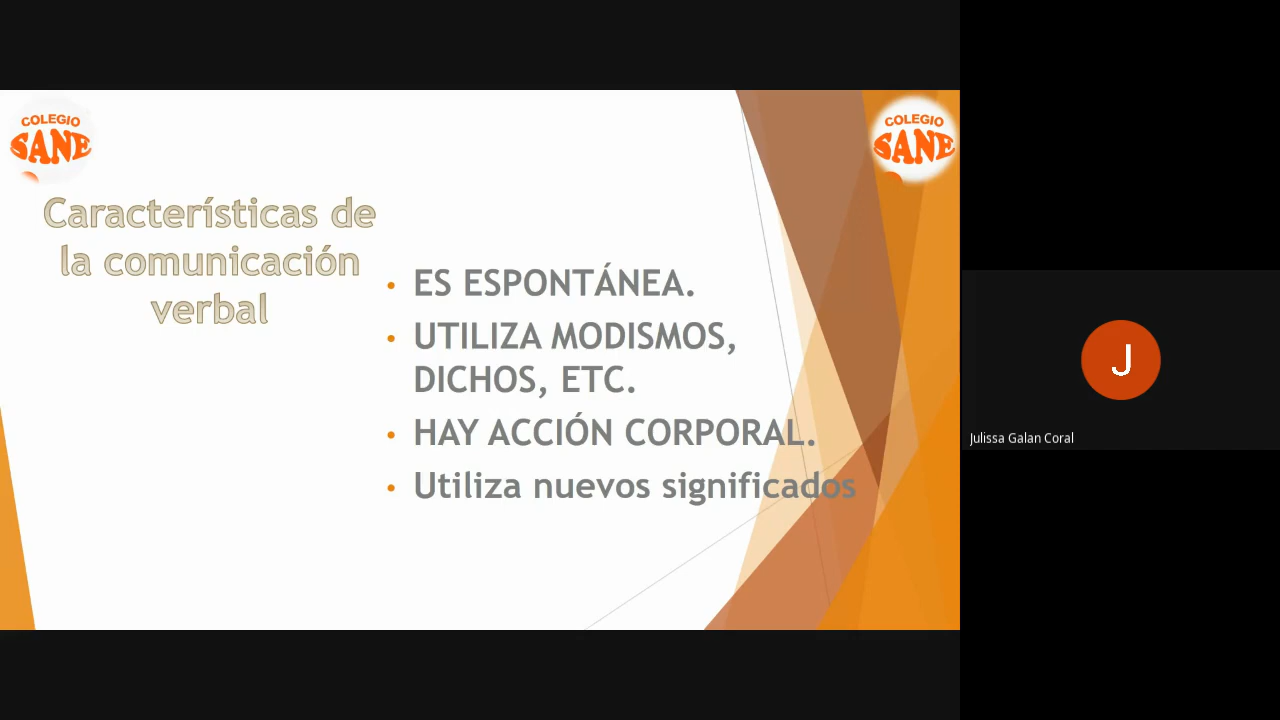 COLEGIO
SANE
COLEGIO
SANE
Características de
la comunicación
verbal
• ES ESPONTÁNEA.
• UTILIZA MODISMOS,
DICHOS, ETC.
• HAY ACCIÓN CORPORAL.
• Utiliza nuevos significados
J
Julissa Galan Coral